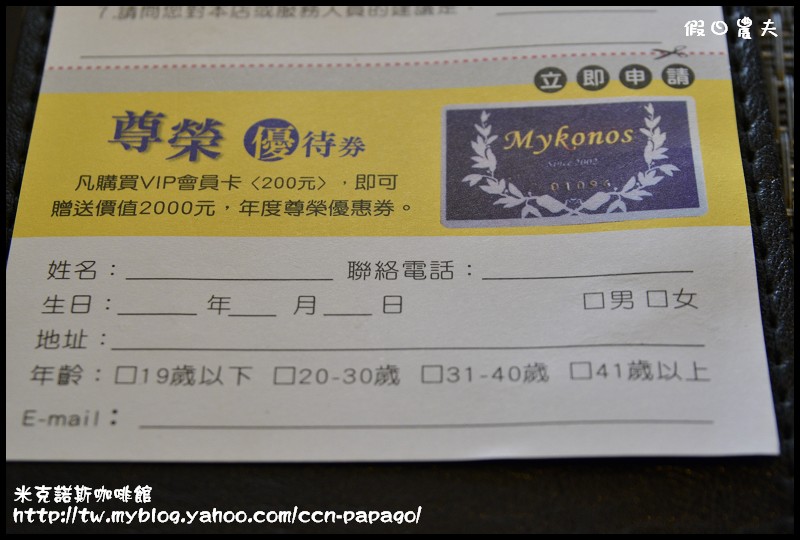 7.請問您對本店或服務人員的建議是：
假日農夫
立即申請
尊榮優待券
Mykonos
Since 2002
凡購買VIP會員卡〈200元〉，即可
贈送價值2000元，年度尊榮優惠券。
姓名： 聯絡電話：
生日： 年 月 日 □男 □女
地址：
年齡：□19歲以下 □20-30歲 □31-40歲 □41歲以上
E-mail：
米克諾斯咖啡館
http://tw.myblog.yahoo.com/ccn-papago/